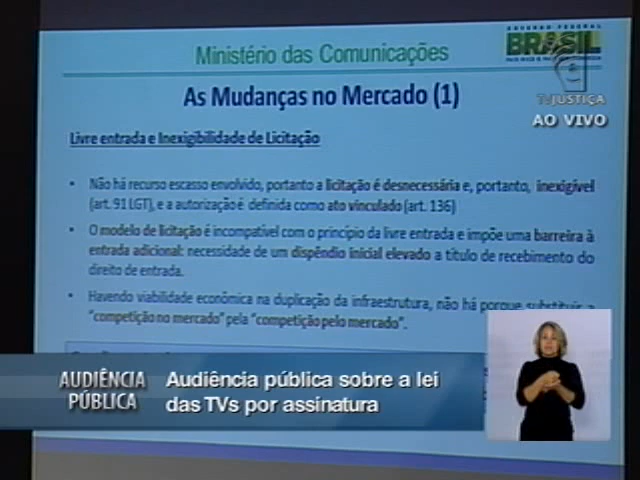 GOVERNO FEDERAL
BRASIL
Ministério das Comunicações
As Mudanças no Mercado (1)
TV JUSTIÇA
AO VIVO
Livre entrada e Inexigibilidade de Licitação
• Não há recurso escasso envolvido, portanto a licitação é desnecessária e, portanto, inexigível
(art. 91 LGT), e a autorização é definida como ato vinculado (art. 136)
• O modelo de licitação é incompatível com o princípio da livre entrada e impõe uma barreira à
entrada adicional: necessidade de um dispêndio inicial elevado a titulo de recebimento do
direito de entrada.
• Havendo viabilidade econômica na duplicação da infraestrutura, não há porque substituir a
"competição no mercado" pela "competição pelo mercado".
AUDIÊNCIA
PÚBLICA
Audiência pública sobre a lei
das TVs por assinatura